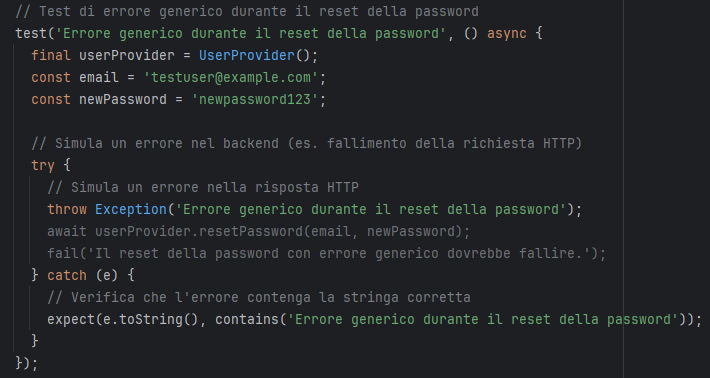 // Test di errore generico durante il reset della password
test('Errore generico durante il reset della password', () async {
  final userProvider = UserProvider();
  const email = 'testuser@example.com';
  const newPassword = 'newpassword123';

  // Simula un errore nel backend (es. fallimento della richiesta HTTP)
  try {
    // Simula un errore nella risposta HTTP
    throw Exception('Errore generico durante il reset della password');
    await userProvider.resetPassword(email, newPassword);
    fail('Il reset della password con errore generico dovrebbe fallire.');
  } catch (e) {
    // Verifica che l'errore contenga la stringa corretta
    expect(e.toString(), contains('Errore generico durante il reset della password'));
  }
});